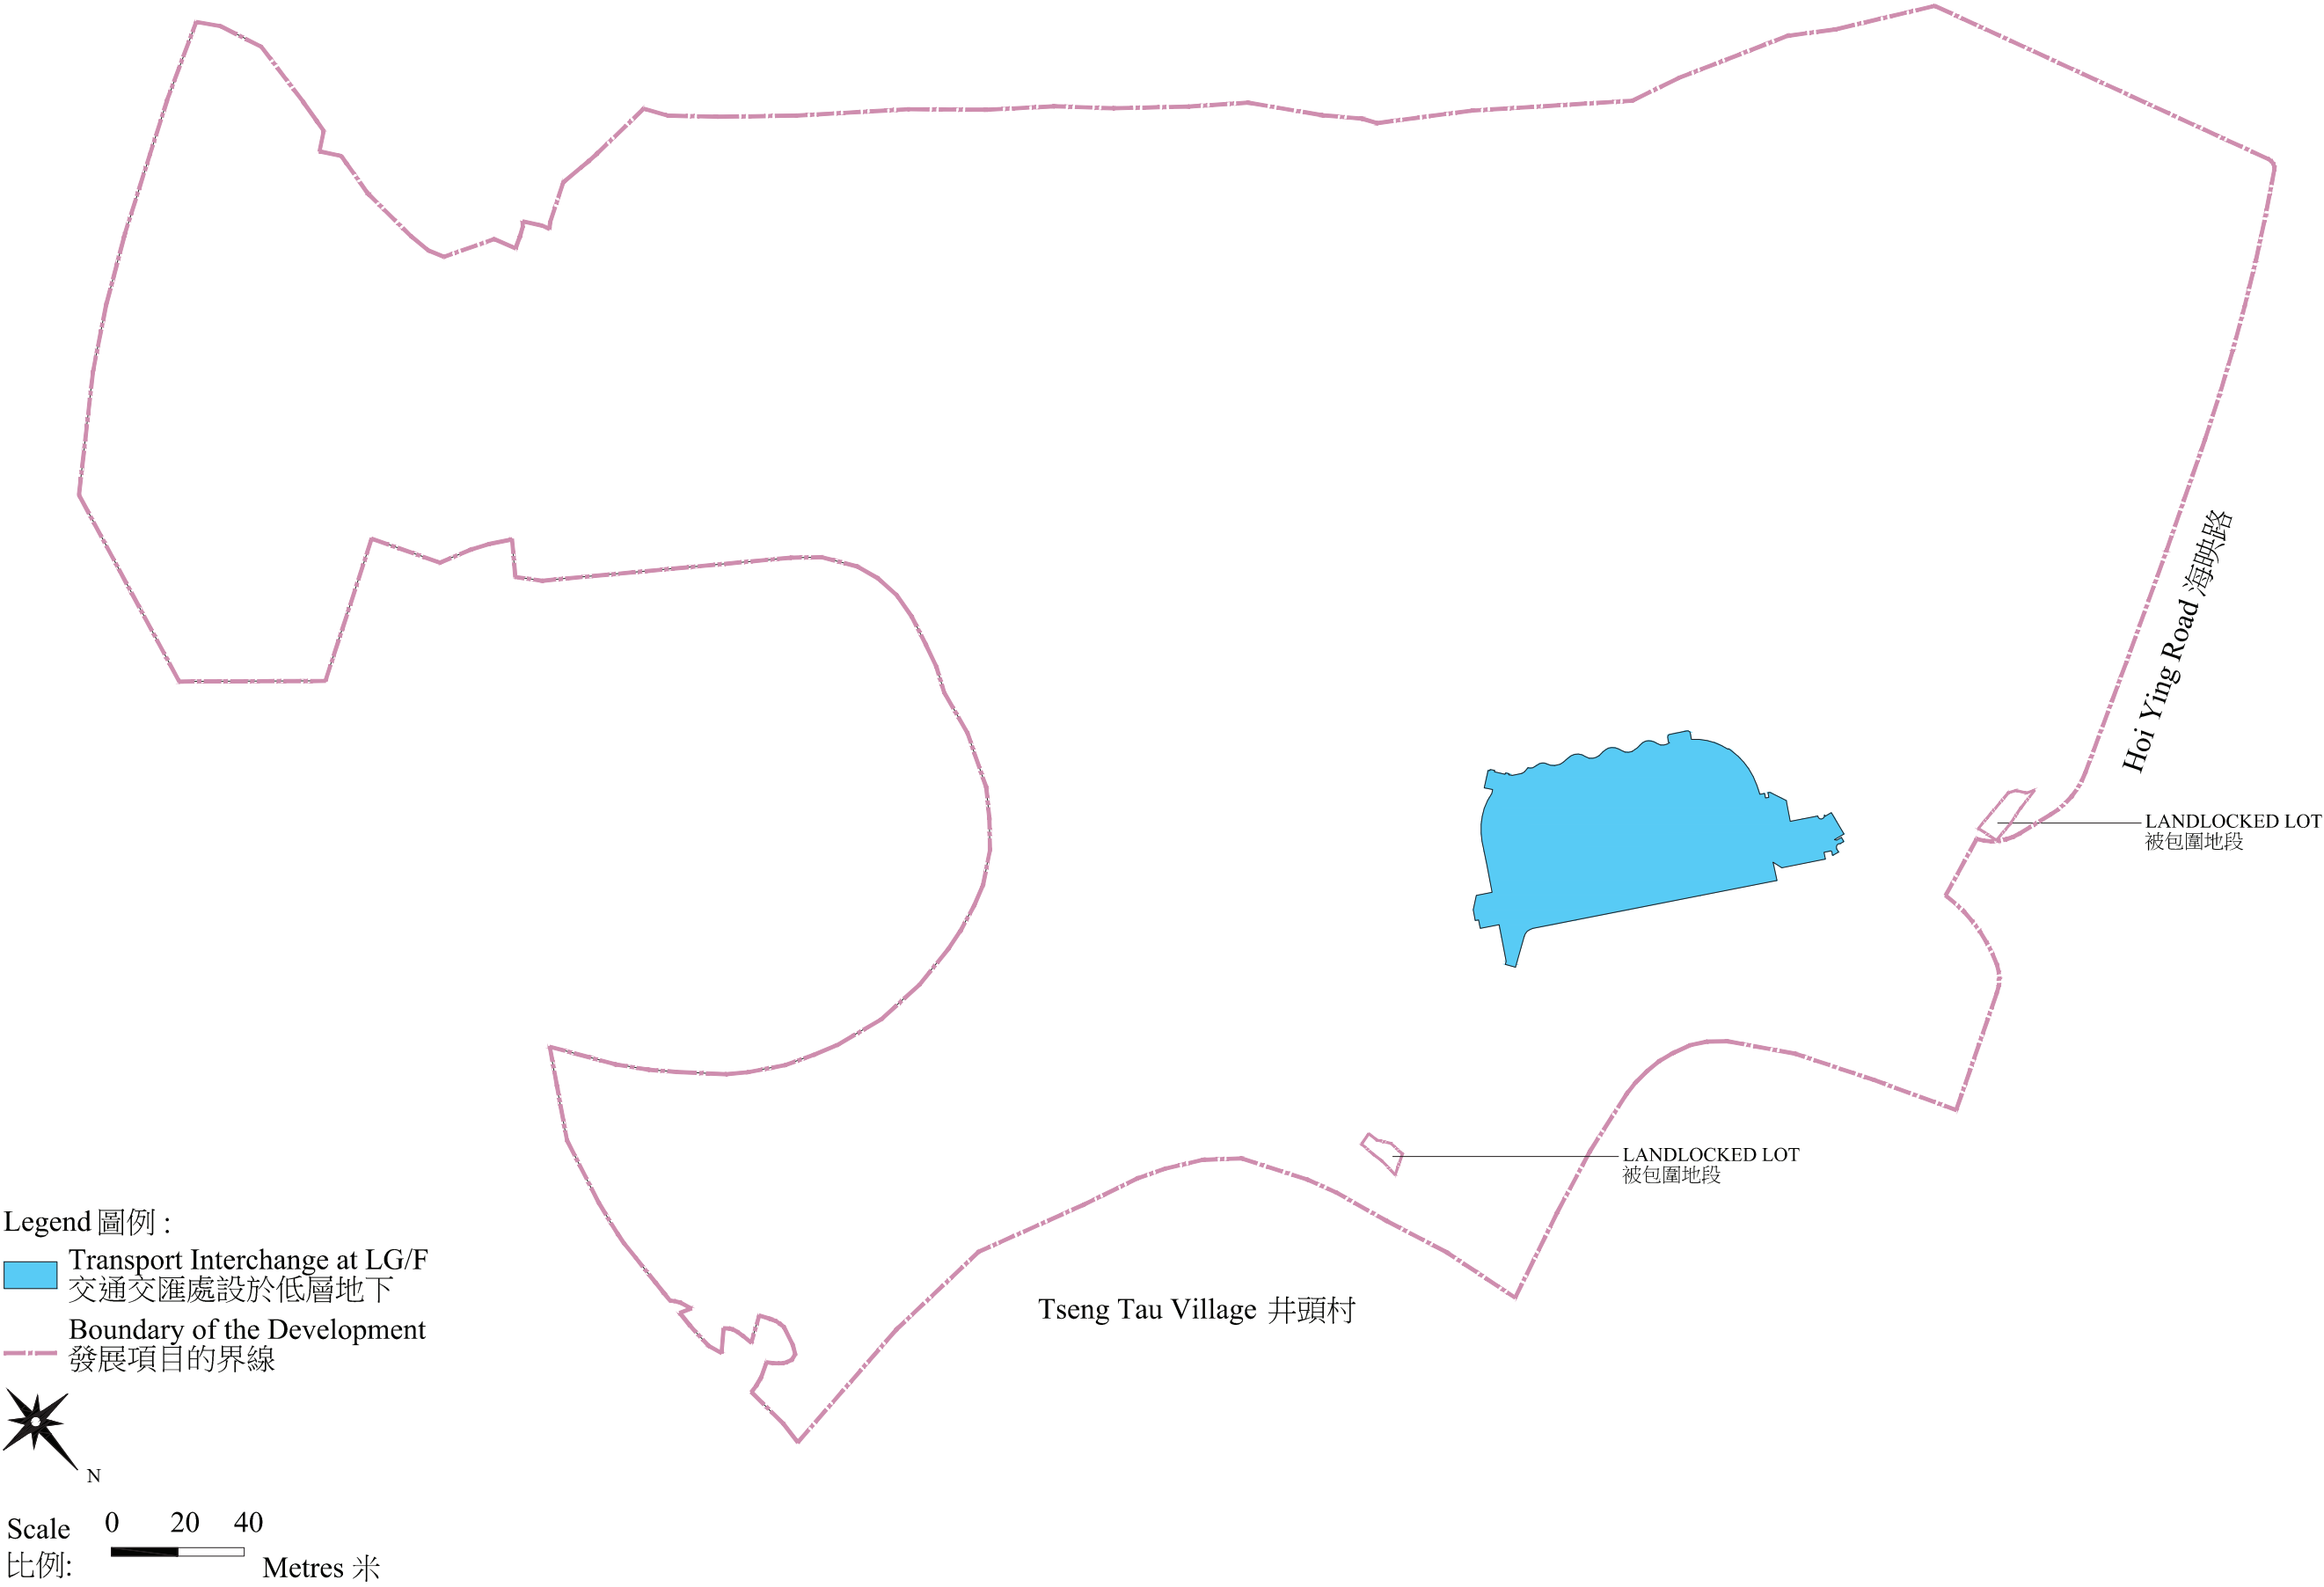 Hoi Ying Road 海映路
LANDLOCKED LOT
被包圍地段
LANDLOCKED LOT
被包圍地段
Tseng Tau Village 井頭村
Legend 圖例 :
Transport Interchange at LG/F
交通交匯處設於低層地下
Boundary of the Development
發展項目的界線
N
Scale 0 20 40
比例: Metres 米